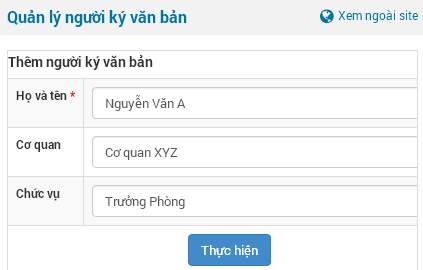 Quản lý người ký văn bản
Xem ngoài site
Thêm người ký văn bản
Họ và tên *
Nguyễn Văn A
Cơ quan
Cơ quan XYZ
Chức vụ
Trưởng Phòng
Thực hiện